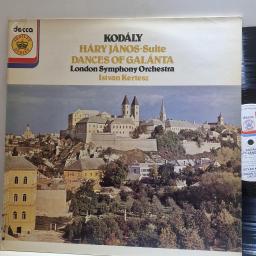 decca
KODÁLY
HÁRY JÁNOS-Suite
DANCES OF GALÁNTA
London Symphony Orchestra
Istvan Kertesz